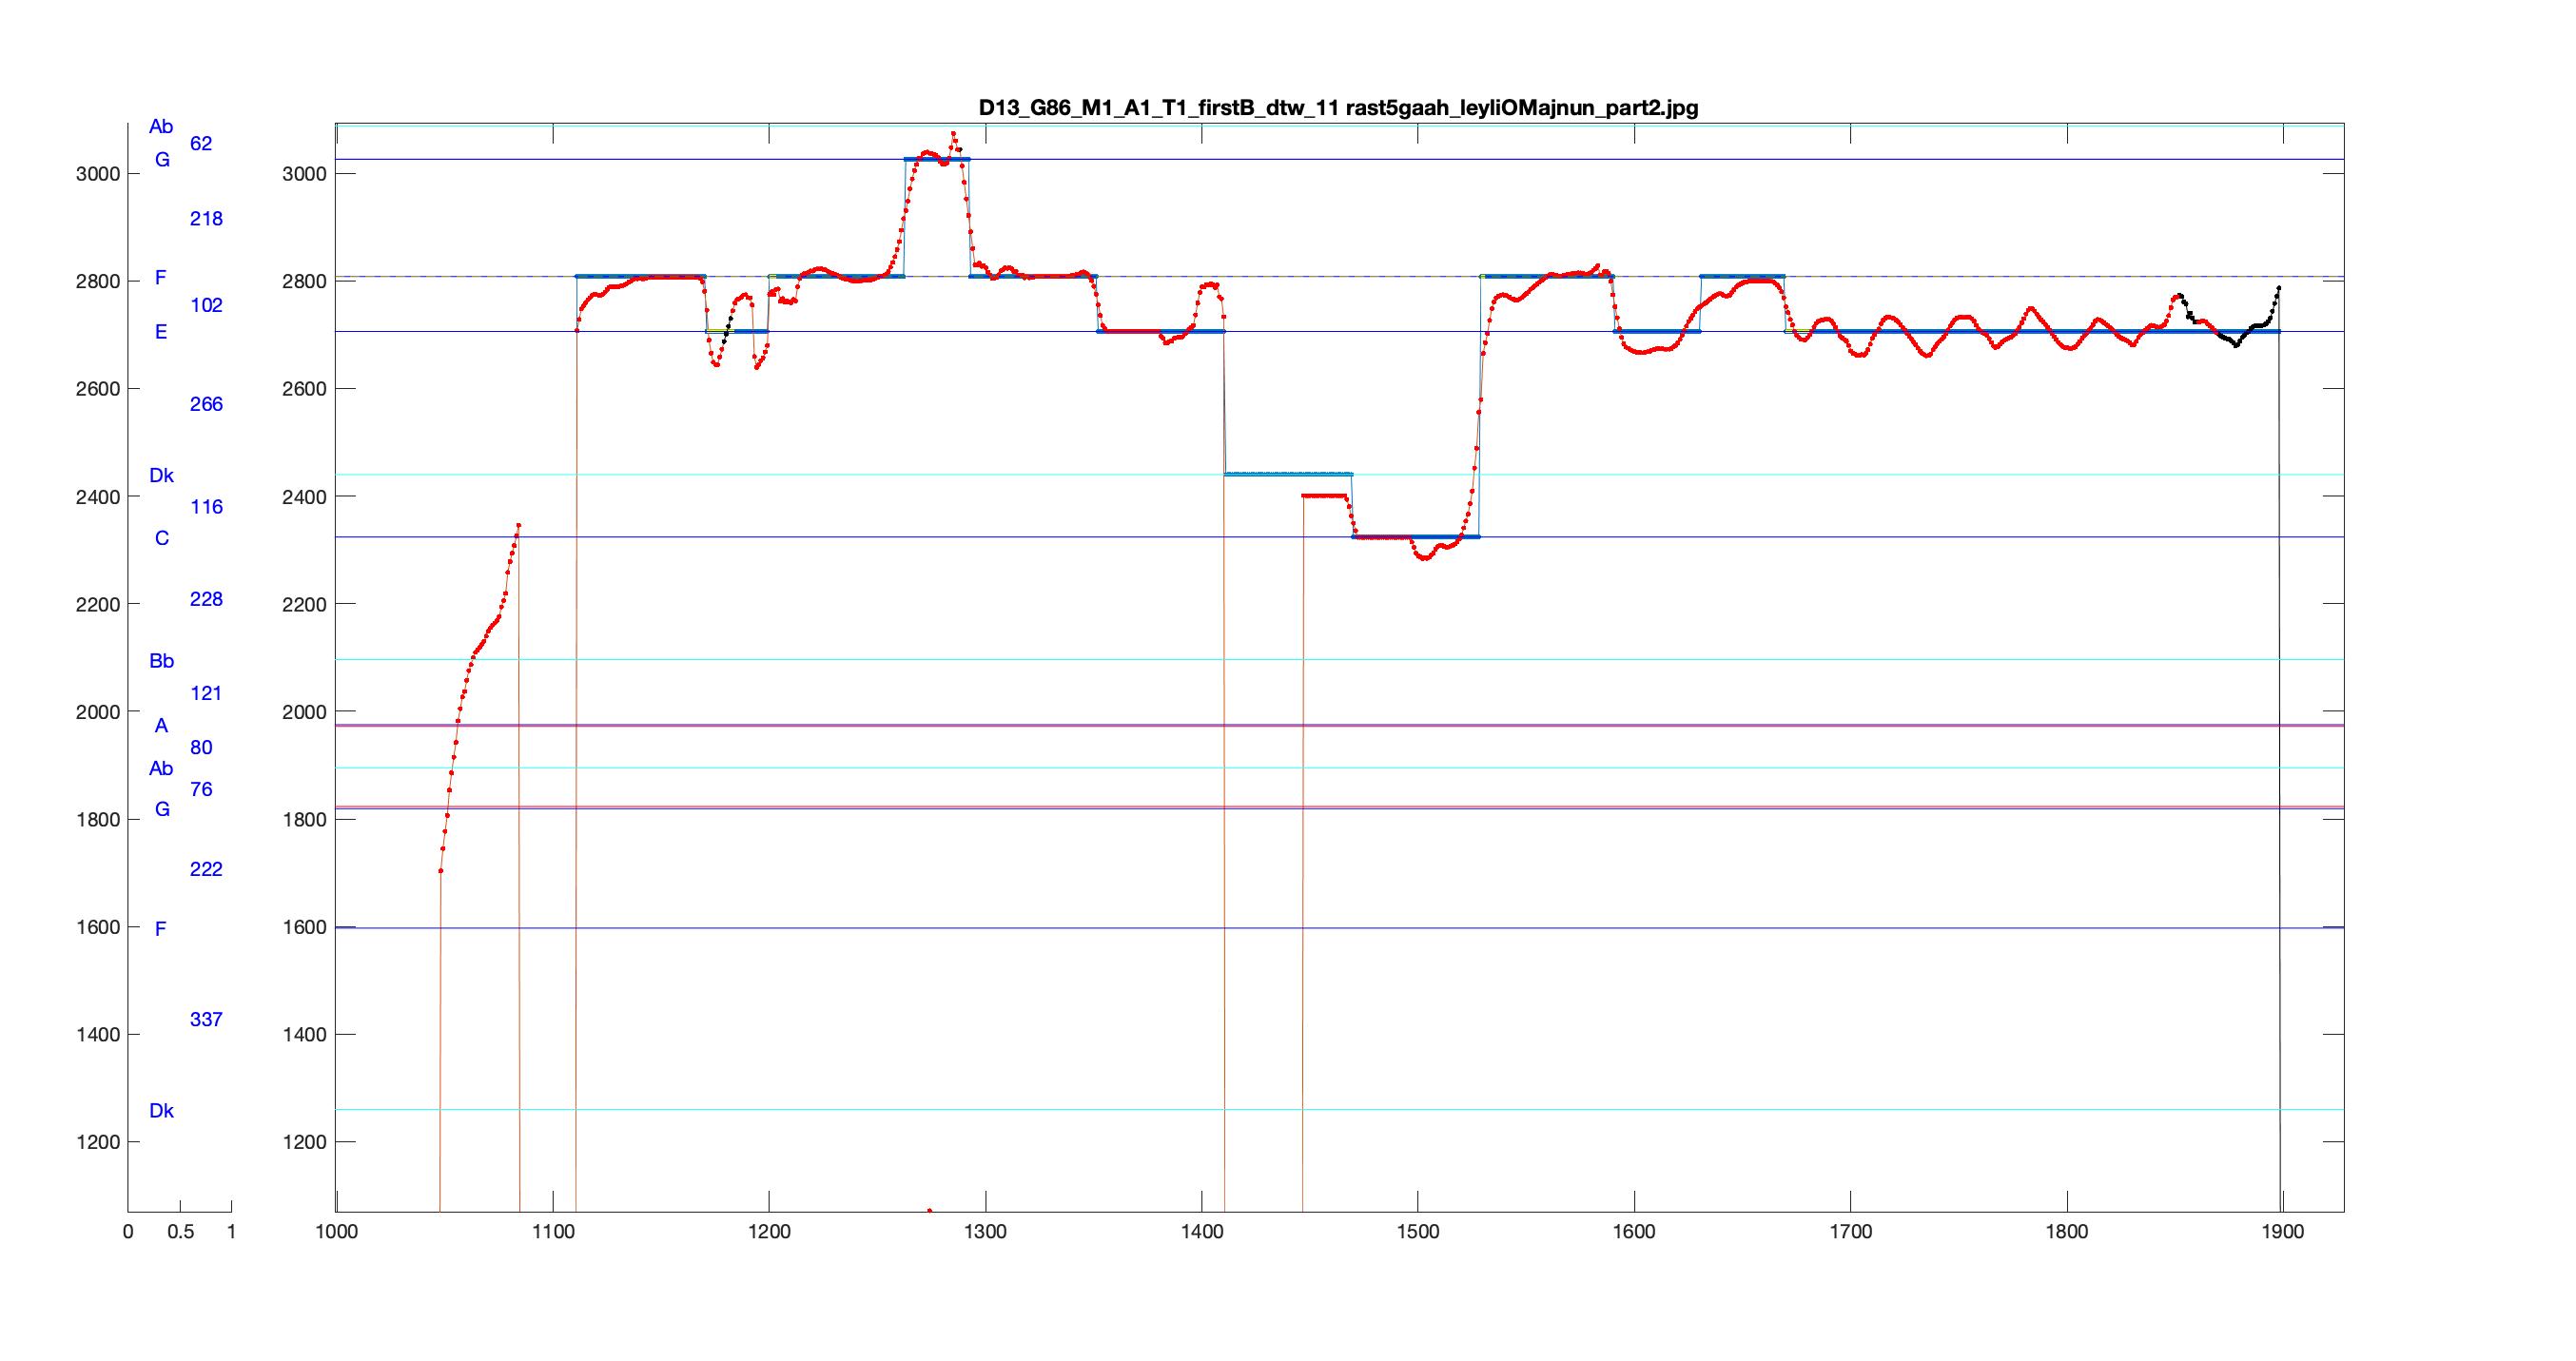 D13_G86_M1_A1_T1_firstB_dtw_11 rast5gaah_leyliOMajnun_part2.jpg
Ab
62
G
3000 3000
218
2800 F 2800
102
E
2600 2600
266
Dk
2400 2400
116
C
228
2200 2200
Bb
121
2000 2000
A
80
Ab
76
1800 G 1800
222
1600 F 1600
337
1400 1400
Dk
1200 1200
0 0.5 1 1000 1100 1200 1300 1400 1500 1600 1700 1800 1900